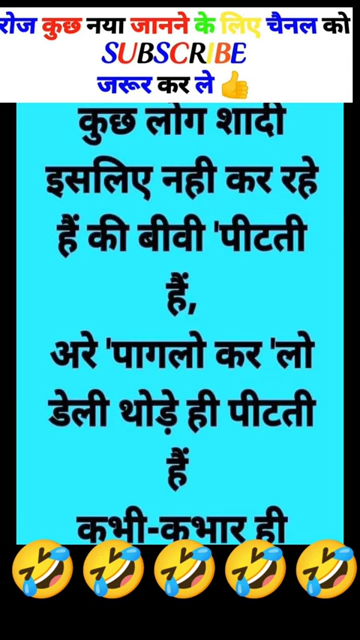 रोज कुछ नया जानने के लिए चैनल को
SUBSCRIBE
जरूर कर ले 👍
कुछ लोग शादी
इसलिए नही कर रहे
हैं की बीवी 'पीटती
हैं,
अरे 'पागलो कर 'लो
डेली थोड़े ही पीटती
हैं
कभी-कभार ही
🤣🤣🤣🤣🤣